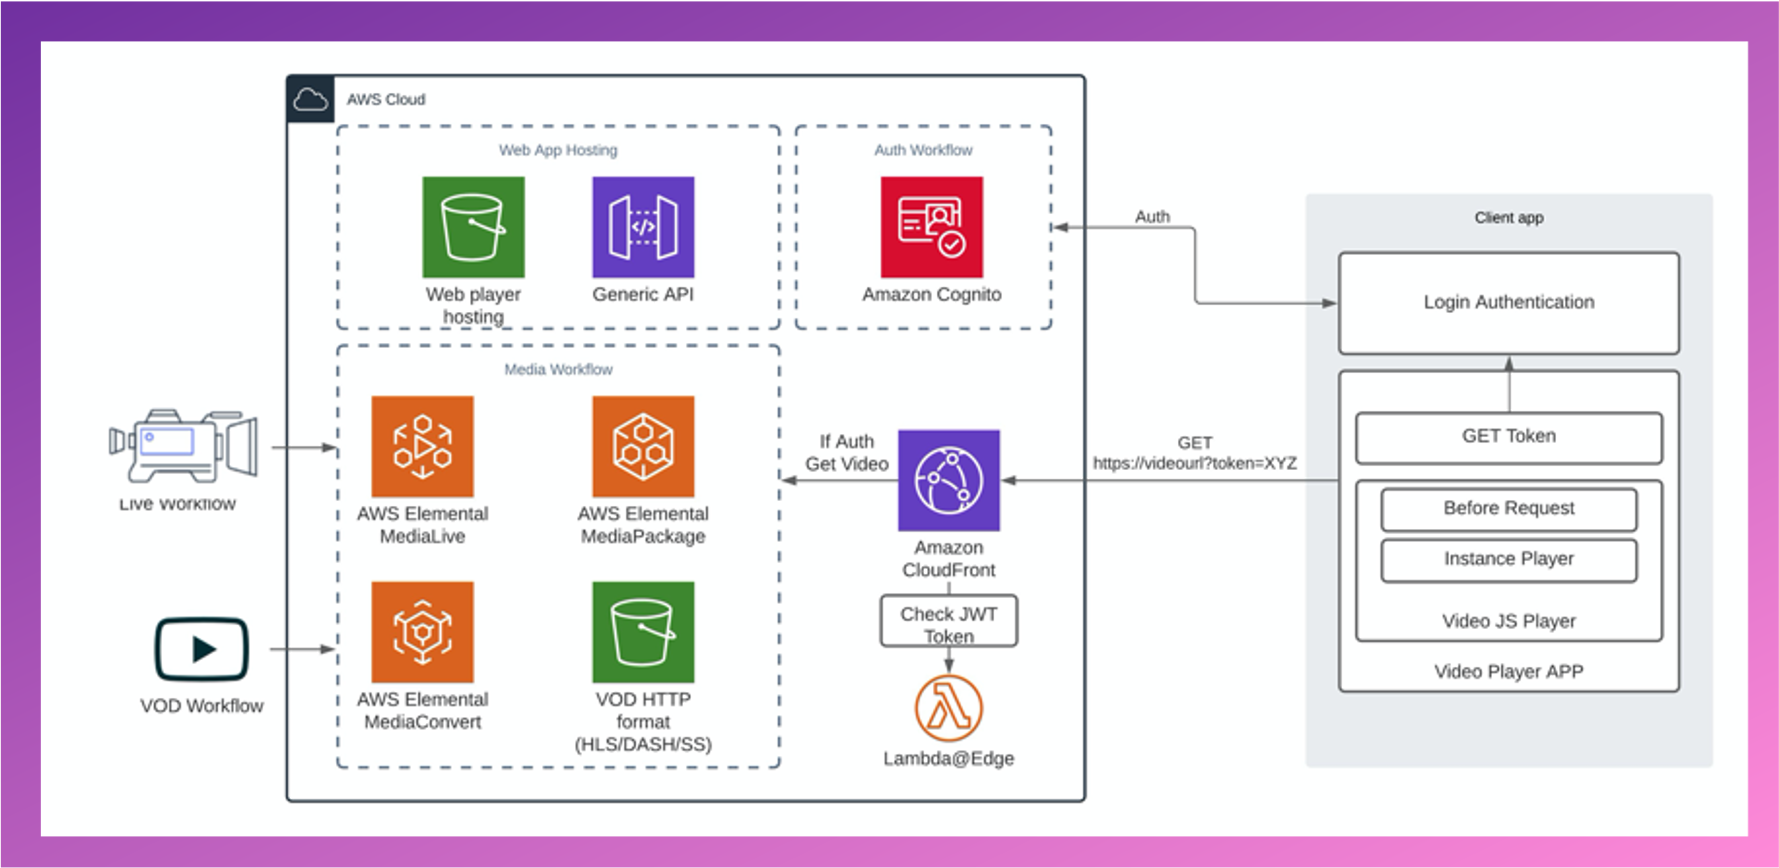 AWS Cloud
Web App Hosting
Web player
hosting
Generic API
Auth Workflow
Amazon Cognito
Auth
Client app
Login Authentication
GET Token
Before Request
Instance Player
Video JS Player
Video Player APP
Media Workflow
AWS Elemental
MediaLive
AWS Elemental
MediaPackage
AWS Elemental
MediaConvert
VOD HTTP
format
(HLS/DASH/SS)
If Auth
Get Video
GET
https://videourl?token=XYZ
Amazon
CloudFront
Check JWT
Token
Lambda@Edge
Live Workflow
VOD Workflow